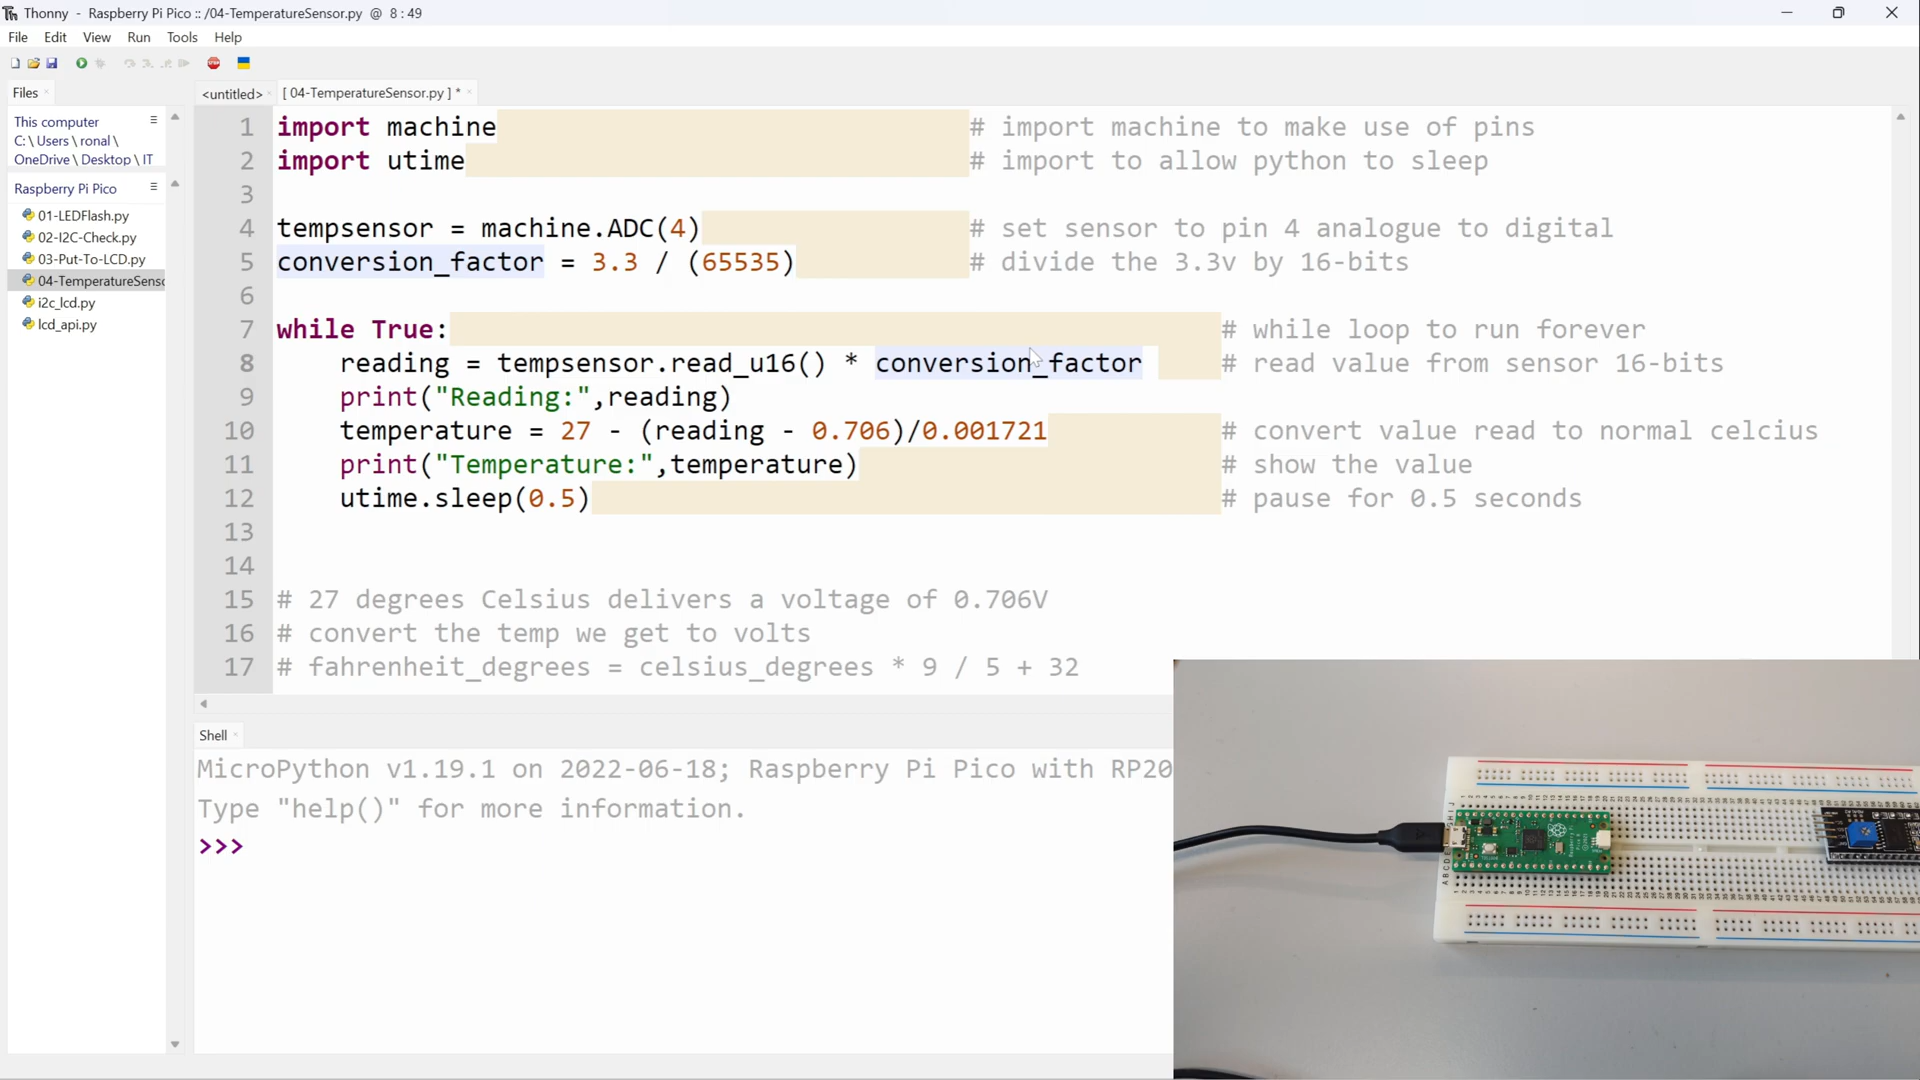 Thonny - Raspberry Pi Pico :: /04-TemperatureSensor.py @ 8 : 49
File Edit View Run Tools Help
Files
<untitled> [ 04-TemperatureSensor.py ] *
This computer
C: \ Users \ ronal \
OneDrive \ Desktop \ IT
Raspberry Pi Pico
01-LEDFlash.py
02-I2C-Check.py
03-Put-To-LCD.py
04-TemperatureSensc
i2c_lcd.py
lcd_api.py
1 import machine # import machine to make use of pins
2 import utime # import to allow python to sleep
3
4 tempsensor = machine.ADC(4) # set sensor to pin 4 analogue to digital
5 conversion_factor = 3.3 / (65535) # divide the 3.3v by 16-bits
6
7 while True: # while loop to run forever
8 reading = tempsensor.read_u16() * conversion_factor # read value from sensor 16-bits
9 print("Reading:",reading)
10 temperature = 27 - (reading - 0.706)/0.001721 # convert value read to normal celcius
11 print("Temperature:",temperature) # show the value
12 utime.sleep(0.5) # pause for 0.5 seconds
13
14
15 # 27 degrees Celsius delivers a voltage of 0.706V
16 # convert the temp we get to volts
17 # fahrenheit_degrees = celsius_degrees * 9 / 5 + 32
Shell
MicroPython v1.19.1 on 2022-06-18; Raspberry Pi Pico with RP20
Type "help()" for more information.
>>>